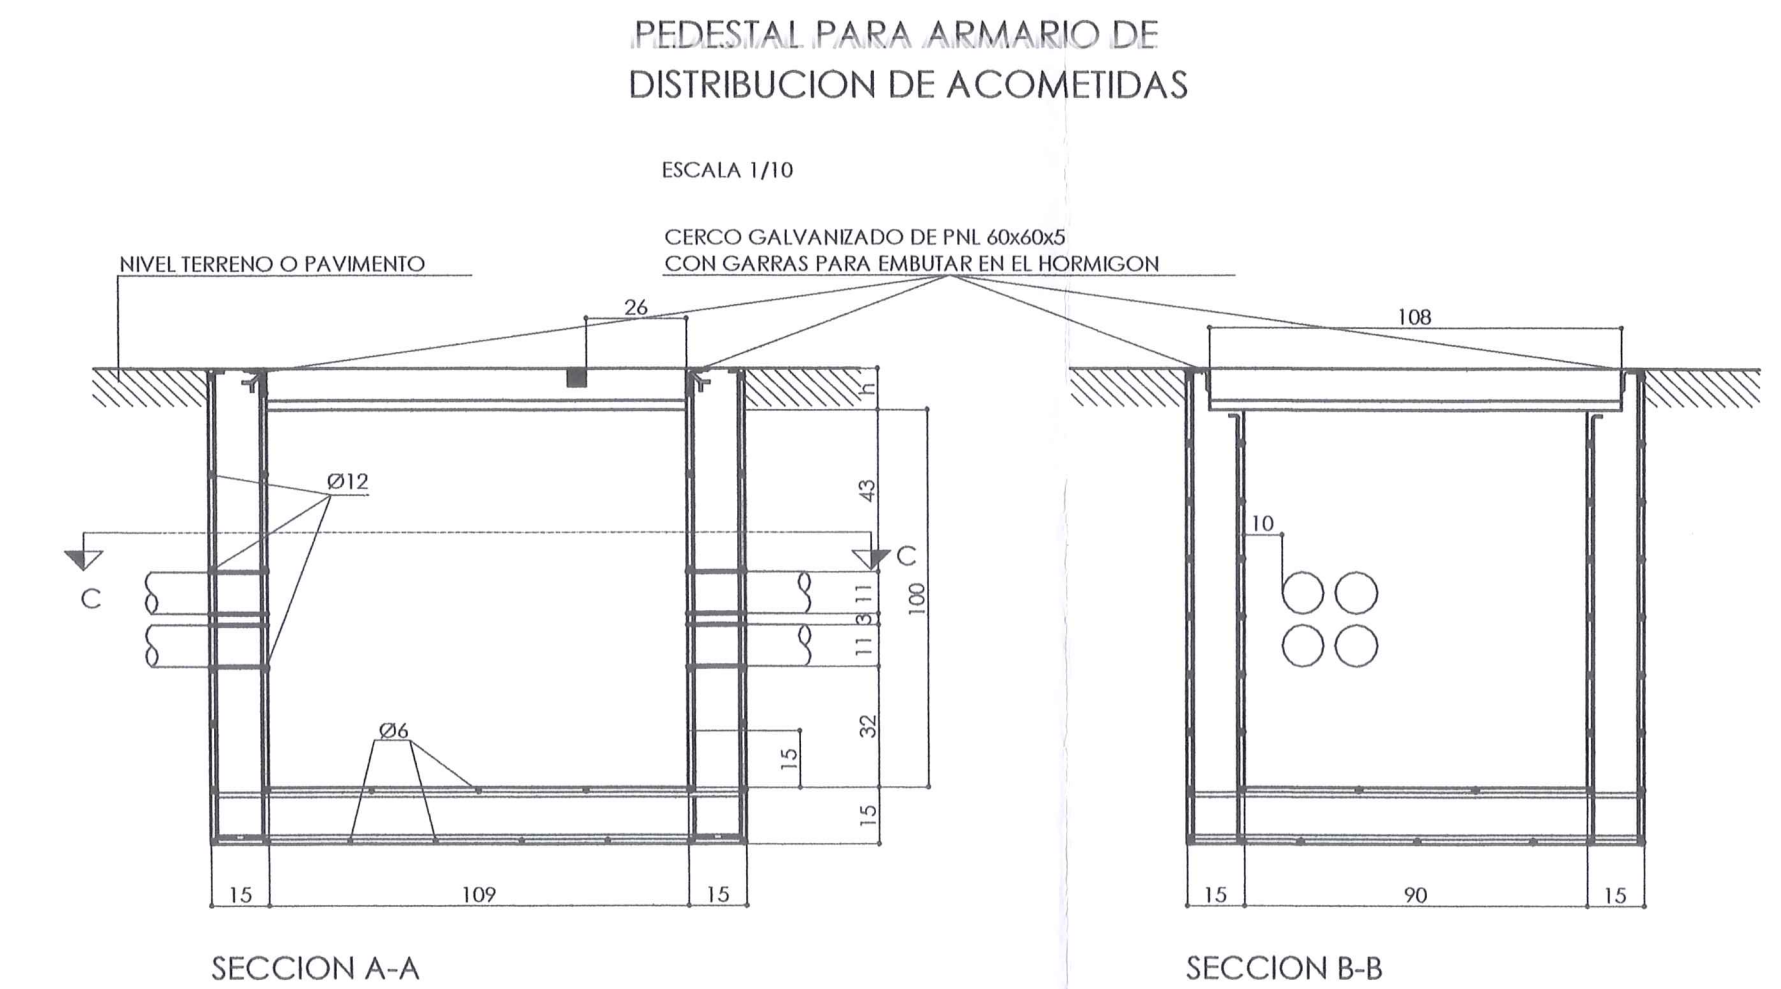 PEDESTAL PARA ARMARIO DE
DISTRIBUCION DE ACOMETIDAS
ESCALA 1/10
CERCO GALVANIZADO DE PNL 60x60x5
CON GARRAS PARA EMBUTAR EN EL HORMIGON
NIVEL TERRENO O PAVIMENTO
26
108
h
Ø12
43
10
C
C
11
3
11
100
Ø6
32
15
15
15
109
15
15
90
15
SECCION A-A
SECCION B-B